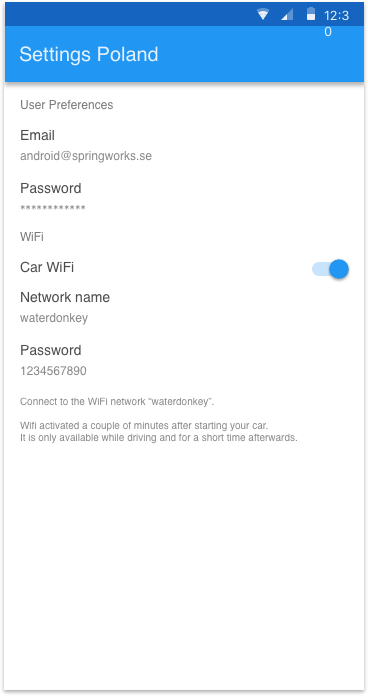 12:3
0
Settings Poland
User Preferences
Email
android@springworks.se
Password
************
WiFi
Car WiFi
Network name
waterdonkey
Password
1234567890
Connect to the WiFi network “waterdonkey”.
Wifi activated a couple of minutes after starting your car.
It is only available while driving and for a short time afterwards.